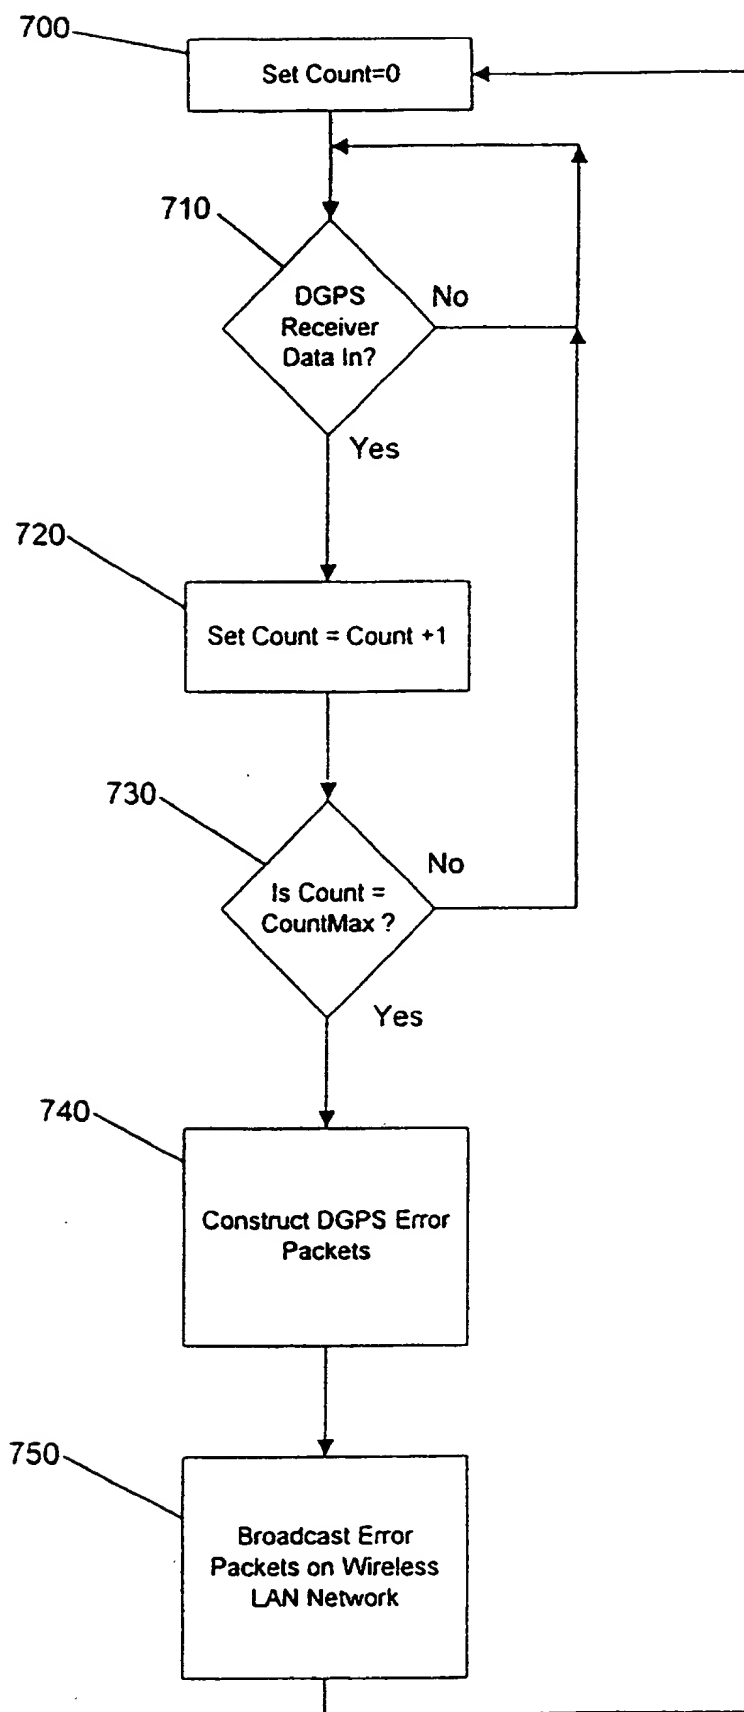 700
Set Count=0
710
DGPS
Receiver
Data In?
No
Yes
720
Set Count = Count +1
730
Is Count =
CountMax ?
No
Yes
740
Construct DGPS Error
Packets
750
Broadcast Error
Packets on Wireless
LAN Network